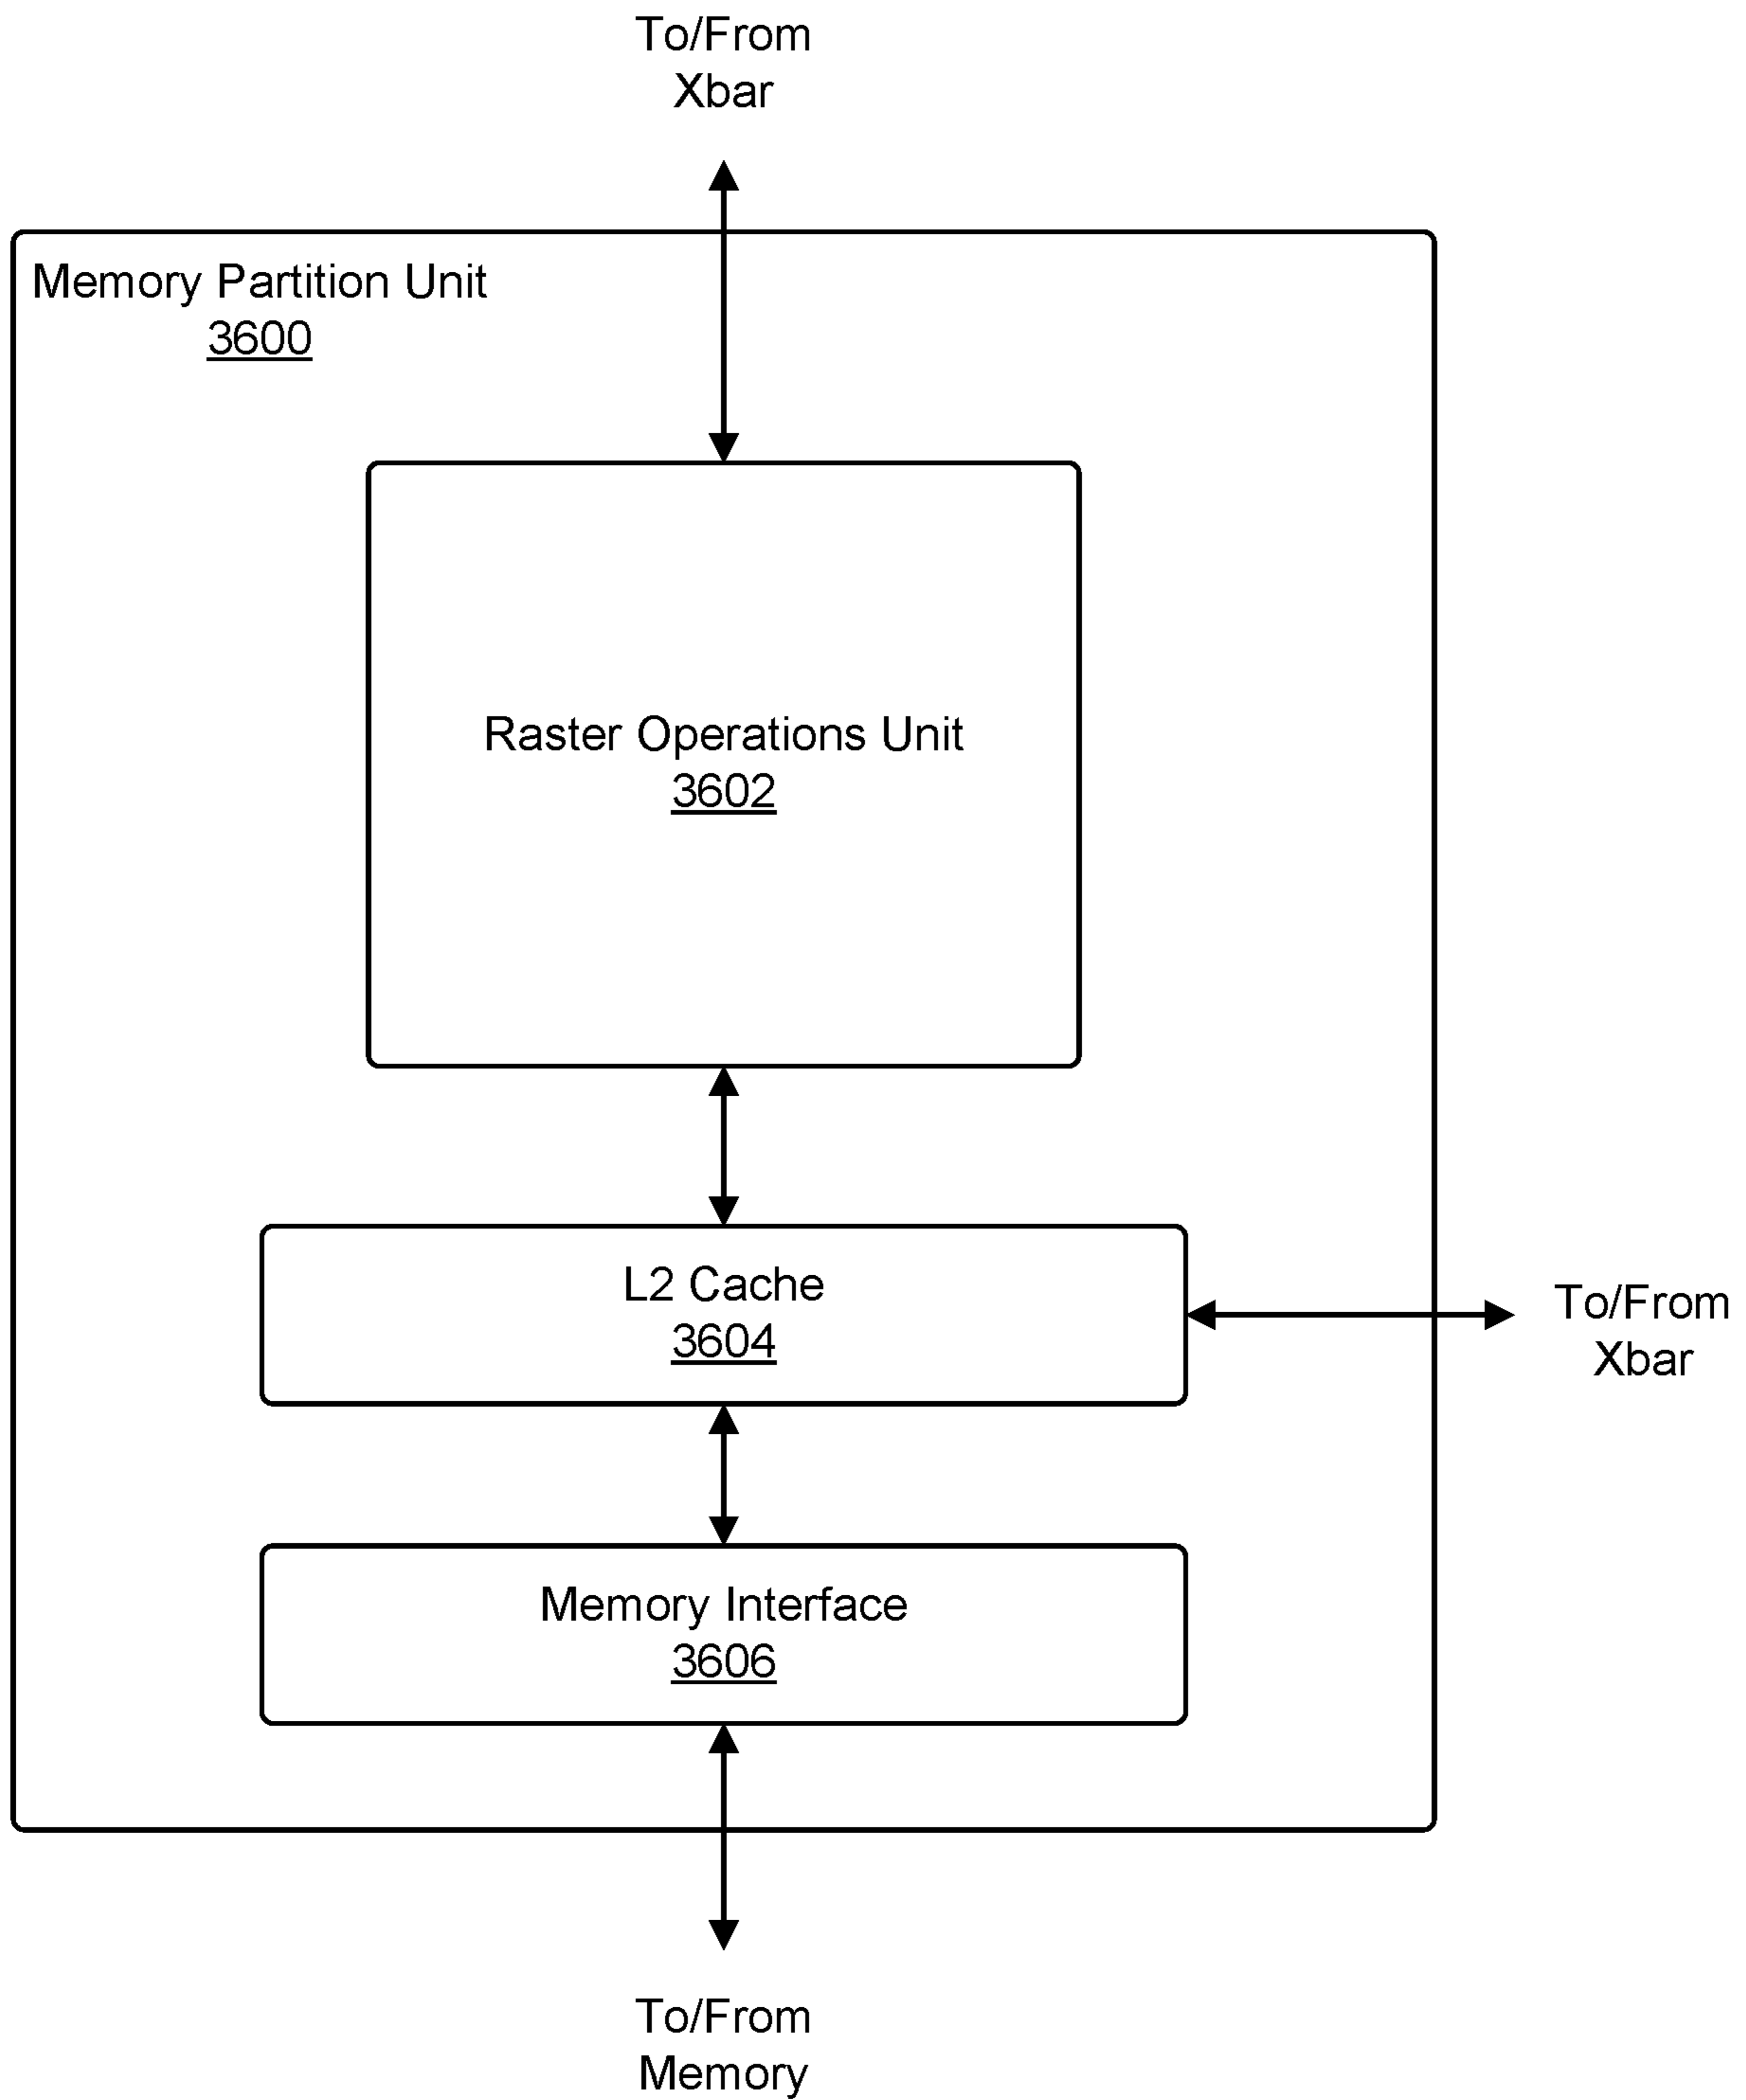 To/From
Xbar
Memory Partition Unit
3600
Raster Operations Unit
3602
L2 Cache
3604
To/From
Xbar
Memory Interface
3606
To/From
Memory